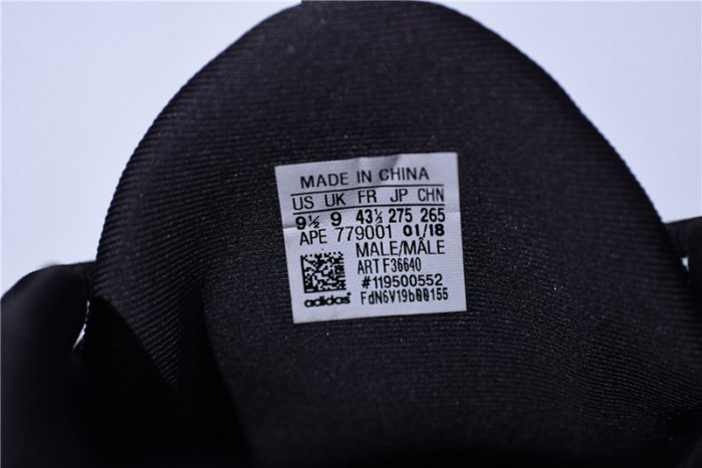 MADE IN CHINA
US UK FR JP CHN
9½ 9 43⅓ 275 265
APE 779001 01/18
MALE/MÂLE
ART F36640
#119500552
adidas FdN6V19b00155